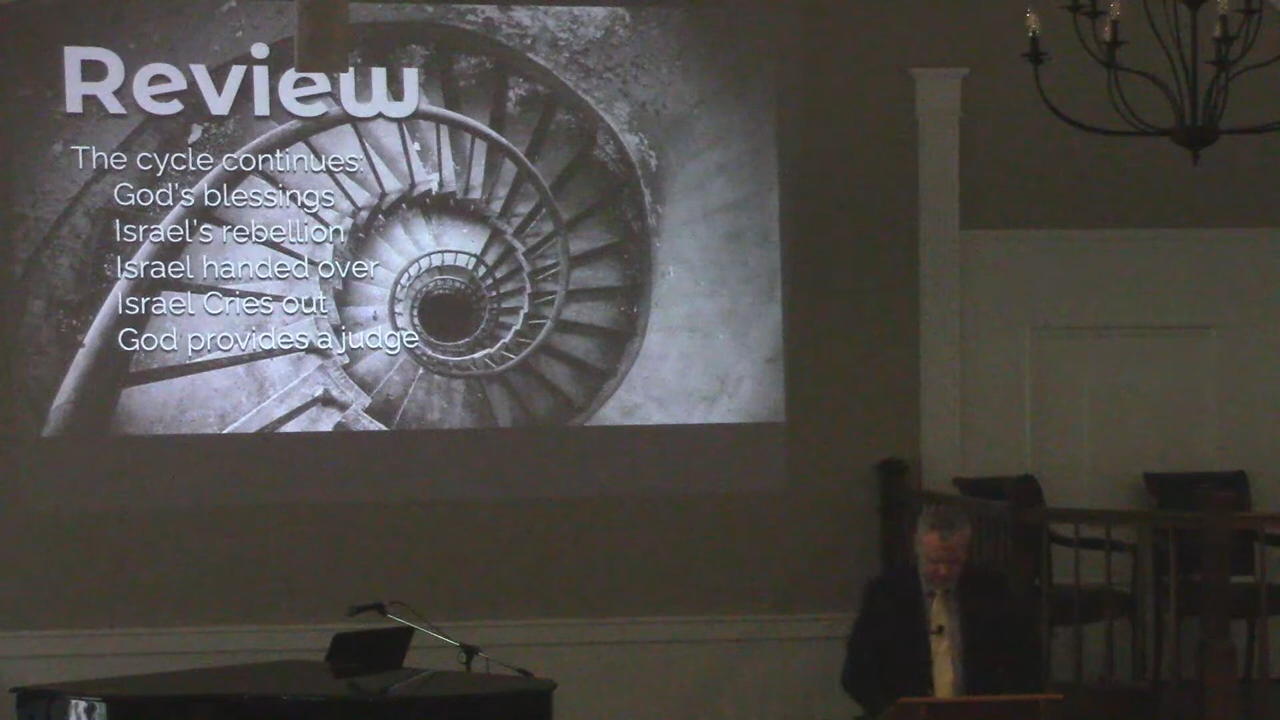 Review
The cycle continues:
God's blessings
Israel's rebellion
Israel handed over
Israel Cries out
God provides a judge